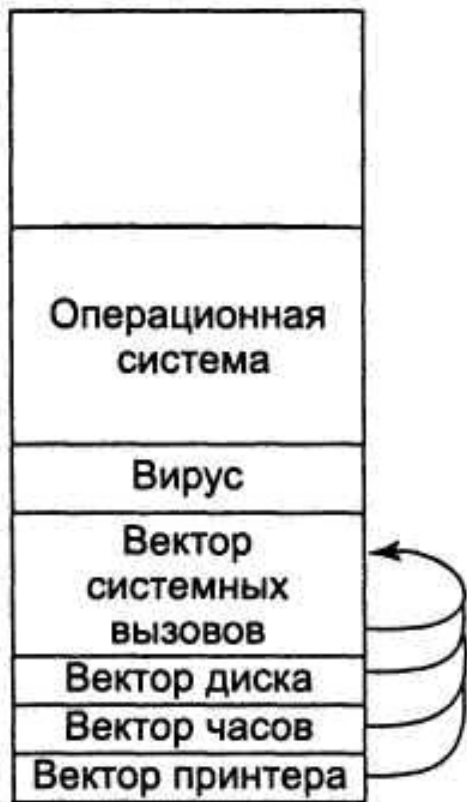 Операционная
система
Вирус
Вектор
системных
вызовов
Вектор диска
Вектор часов
Вектор принтера